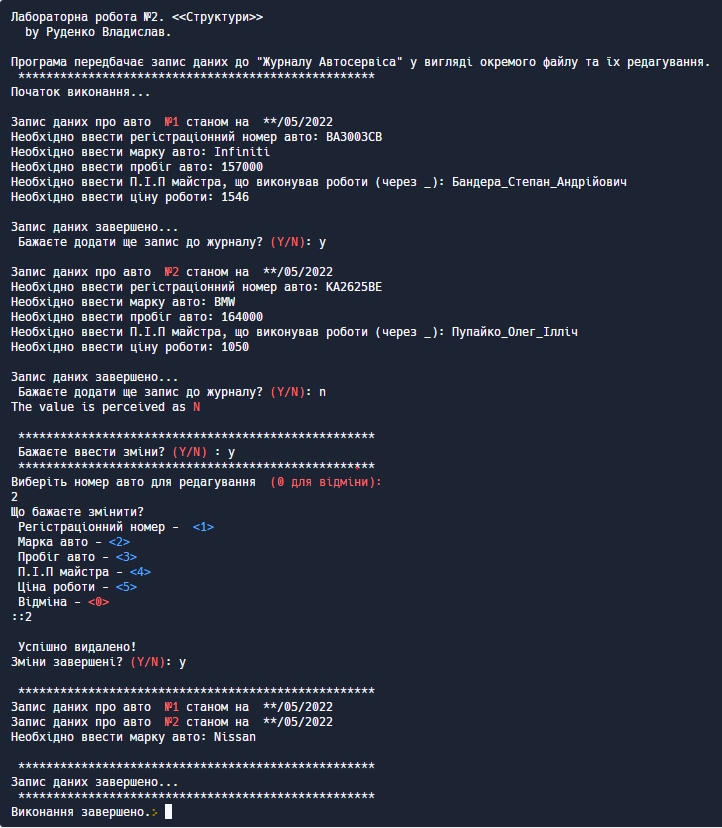 Лабораторна робота №2. <<Структури>>
by Руденко Владислав.
Програма передбачає запис даних до "Журналу Автосервіса" у вигляді окремого файлу та їх редагування.
***************************************************
Початок виконання...
Запис даних про авто №1 станом на **/05/2022
Необхідно ввести регістраціонний номер авто: ВА3003СВ
Необхідно ввести марку авто: Infiniti
Необхідно ввести пробіг авто: 157000
Необхідно ввести П.І.П майстра, що виконував роботи (через _): Бандера_Степан_Андрійович
Необхідно ввести ціну роботи: 1546
Запис даних завершено...
Бажаєте додати ще запис до журналу? (Y/N): y
Запис даних про авто №2 станом на **/05/2022
Необхідно ввести регістраціонний номер авто: КА2625ВЕ
Необхідно ввести марку авто: BMW
Необхідно ввести пробіг авто: 164000
Необхідно ввести П.І.П майстра, що виконував роботи (через _): Пупайко_Олег_Ілліч
Необхідно ввести ціну роботи: 1050
Запис даних завершено...
Бажаєте додати ще запис до журналу? (Y/N): n
The value is perceived as N
***************************************************
Бажаєте ввести зміни? (Y/N) : y
***************************************************
Виберіть номер авто для редагування (0 для відміни):
2
Що бажаєте змінити?
Регістраціонний номер - <1>
Марка авто - <2>
Пробіг авто - <3>
П.І.П майстра - <4>
Ціна роботи - <5>
Відміна - <0>
::2
Успішно видалено!
Зміни завершені? (Y/N): y
***************************************************
Запис даних про авто №1 станом на **/05/2022
Запис даних про авто №2 станом на **/05/2022
Необхідно ввести марку авто: Nissan
***************************************************
Запис даних завершено...
***************************************************
Виконання завершено.